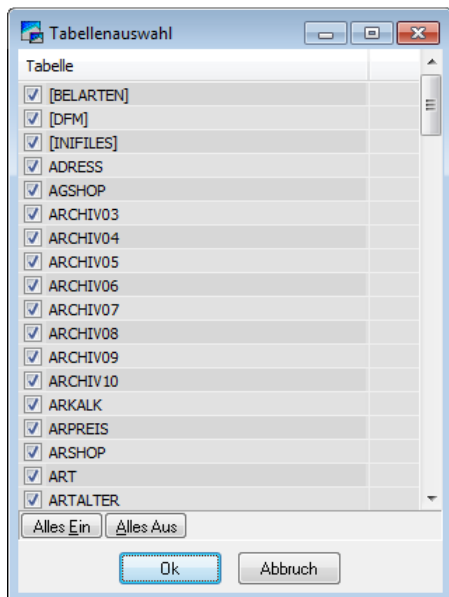 Tabellenauswahl
Tabelle
[BELARTEN]
[DFM]
[INIFILES]
ADRESS
AGSHOP
ARCHIV03
ARCHIV04
ARCHIV05
ARCHIV06
ARCHIV07
ARCHIV08
ARCHIV09
ARCHIV10
ARKALK
ARPREIS
ARSHOP
ART
ARTALTER
Alles Ein Alles Aus
Ok Abbruch